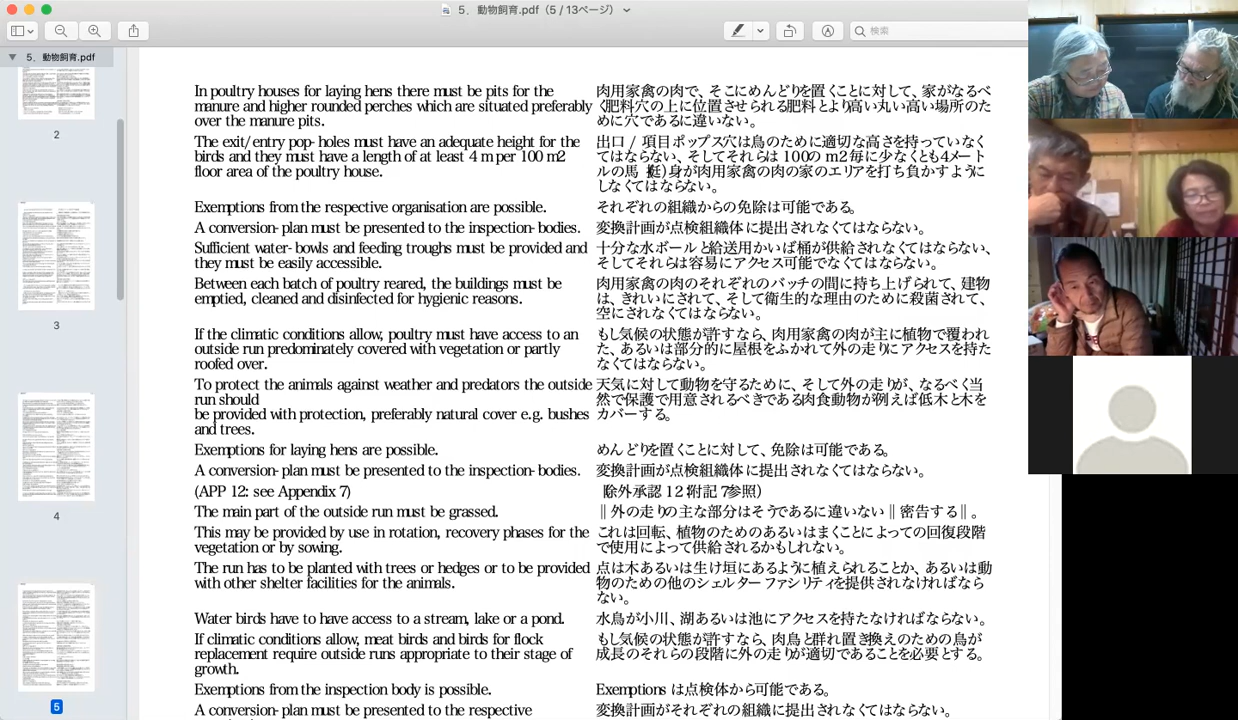 5．動物飼育.pdf（5 / 13ページ）
検索
5．動物飼育.pdf
2
3
4
5
In poultry houses for laying hens there must be pits for the
manure and higher rounded perches which are situated preferably
over the manure pits.
The exit/entry pop-holes must have an adequate height for the
birds and they must have a length of at least 4 m per 100 m2
floor area of the poultry house.
Exemptions from the respective organisation are possible.
A conversion-plan must be presented to the inspection-bodies.
Sufficient water- bowls and feeding troughs must be provided and
they must be easily accessible.
Between each batch of poultry reared, the buildings must be
emptied, cleaned and disinfected for hygienic reasons.
If the climatic conditions allow, poultry must have access to an
outside run predominately covered with vegetation or partly
roofed over.
To protect the animals against weather and predators the outside
run should
be provided with protection, preferably natural cover e.g. bushes
and trees.
Exemptions for laying hens are possible.
A conversion-plan must be presented to the inspection-bodies.
(APP 12: see Appendix 7)
The main part of the outside run must be grassed.
This may be provided by use in rotation, recovery phases for the
vegetation or by sowing.
The run has to be planted with trees or hedges or to be provided
with other shelter facilities for the animals.
Water birds have to have access to a stream, lake or a pond.
If climatic conditions allow, meat birds and birds for flock
replacement require outside runs appropriate to their stage of
growth.
Exemptions from the inspection body is possible.
A conversion-plan must be presented to the respective
肉用家禽の肉で、そこにめんどりを置くことに対して、家がなるべ
く肥料穴の上に位置させられる肥料とより高い丸い高い場所のた
めに穴であるに違いない。
出口 / 項目ポップス穴は鳥のために適切な高さを持っていなく
てはならない、そしてそれらは 100の m2 毎に少なくとも4メート
ルの馬 挺）身が肉用家禽の肉の家のエリアを打ち負かすように
しなくてはならない。
それぞれの組織からの免除は可能である。
変換計画が点検組織体に提出されなくてはならない。
十分な水ボールと給送用トイ が桶が供給されなくてはならない、
そしてそれらは容易にアクセス可能でなくてはならない。
肉用家禽の肉のそれぞれのバッチの間に持ち上げられて、建物
は、きれいにされて、そして衛生的な理由のために殺菌されて、
空にされなくてはならない。
もし気候の状態が許すなら、肉用家禽の肉が主に植物で覆われ
た、あるいは部分的に屋根をふかれて外の走りにアクセスを持た
なくてはならない。
天気に対して動物を守るために、そして外の走りが、なるべく当
然で保護で用意されるべきである肉食動物が例えば低木と木を
カバーする。
めんどりを置くことに対して、免除は可能である。
変換計画が点検組織体に提出されなくてはならない。
除外承認 12 附記 7参照）
‖外の走りの主な部分はそうであるに違いない‖密告する‖。
これは回転、植物のためのあるいはまくことによっての回復段階
で使用によって供給されるかもしれない。
点は木あるいは生け垣にあるように植えられることか、あるいは動
物のための他のシェルターファシリティを提供されなければなら
ない。
水鳥が小川、湖あるいは池にアクセスを持たなければならない。
もし気候の状態が許すなら、肉鳥と群れ置き換えのための鳥が
成長のそれらの段階に外の走りが適切であることを必要とする。
Exemptions は点検体から可能である。
変換計画がそれぞれの組織に提出されなくてはならない。